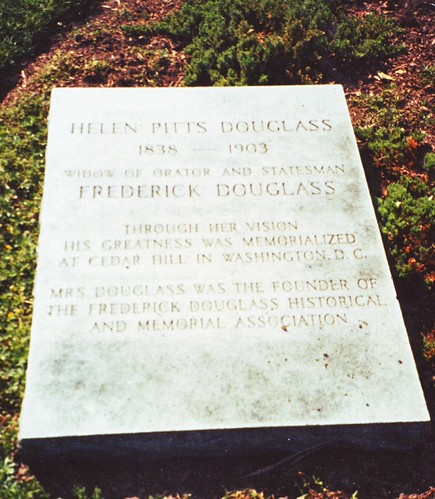 HELEN PITTS DOUGLASS
1838 — 1903
WIDOW OF ORATOR AND STATESMAN
FREDERICK DOUGLASS
THROUGH HER VISION
HIS GREATNESS WAS MEMORIALIZED
AT CEDAR HILL IN WASHINGTON, D.C.
MRS. DOUGLASS WAS THE FOUNDER OF
THE FREDERICK DOUGLASS HISTORICAL
AND MEMORIAL ASSOCIATION